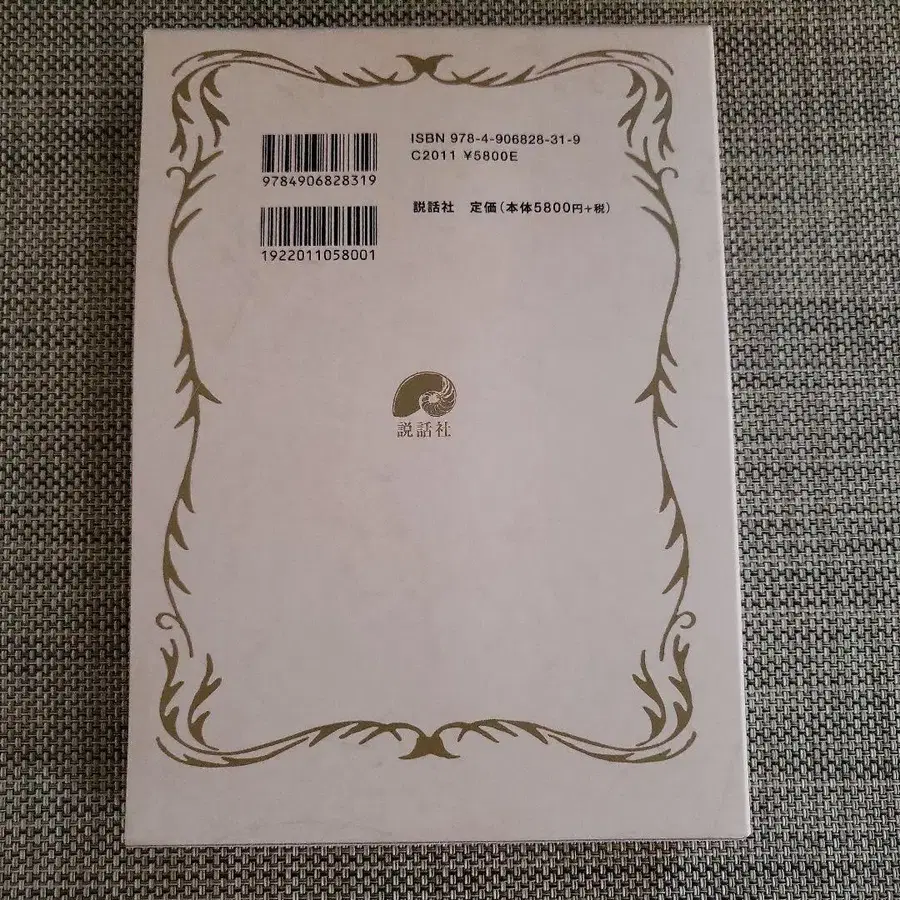 ISBN 978-4-906828-31-9
C2011 ¥5800E
9784906828319
説話社 定価(本体5800円+税)
1922011058001
説話社